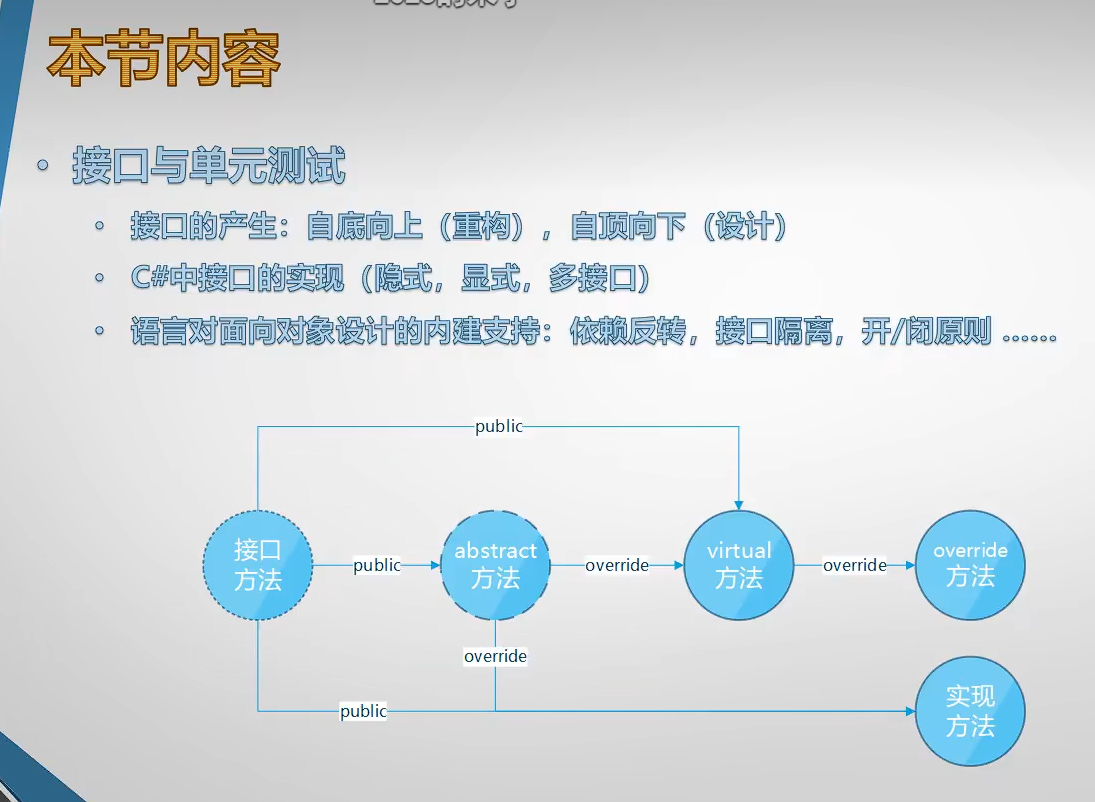 本节内容
接口与单元测试
接口的产生：自底向上（重构），自顶向下（设计）
C#中接口的实现（隐式，显式，多接口）
语言对面向对象设计的内建支持：依赖反转，接口隔离，开/闭原则 ……
public
接口
方法
public
abstract
方法
override
virtual
方法
override
override
方法
override
public
实现
方法